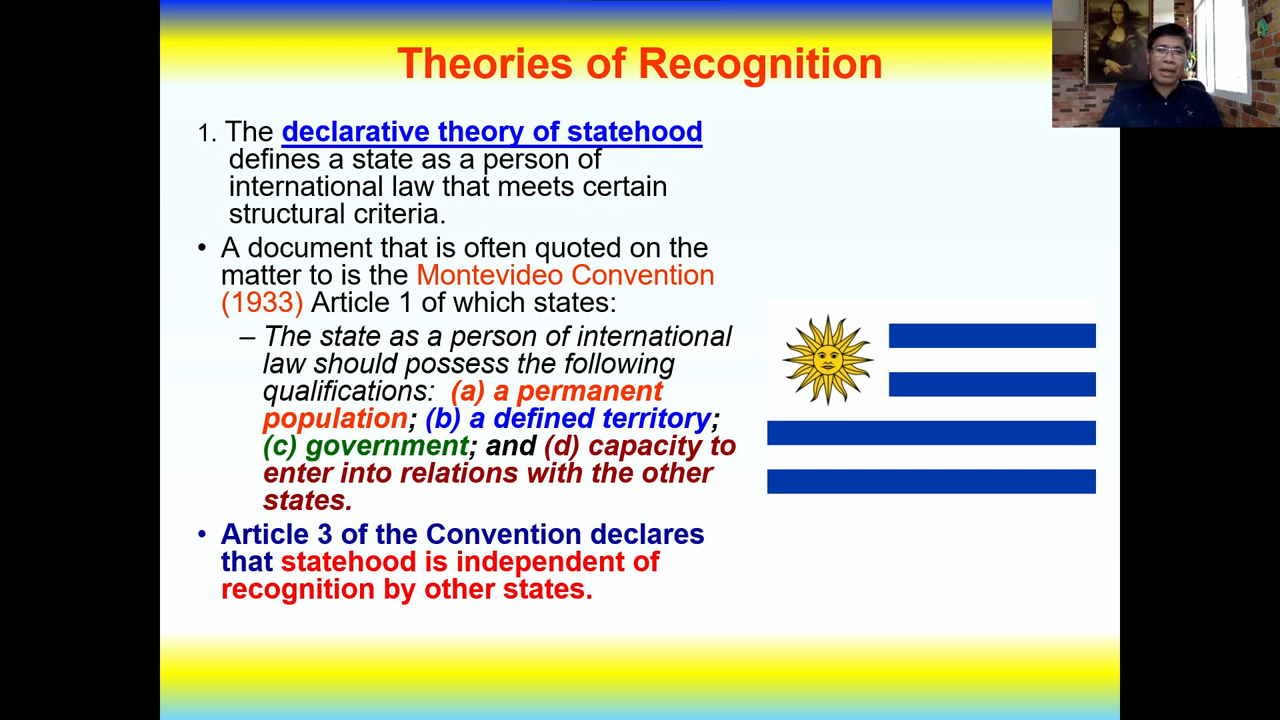 Theories of Recognition
1. The declarative theory of statehood
defines a state as a person of
international law that meets certain
structural criteria.
• A document that is often quoted on the
matter to is the Montevideo Convention
(1933) Article 1 of which states:
– The state as a person of international
law should possess the following
qualifications: (a) a permanent
population; (b) a defined territory;
(c) government; and (d) capacity to
enter into relations with the other
states.
• Article 3 of the Convention declares
that statehood is independent of
recognition by other states.